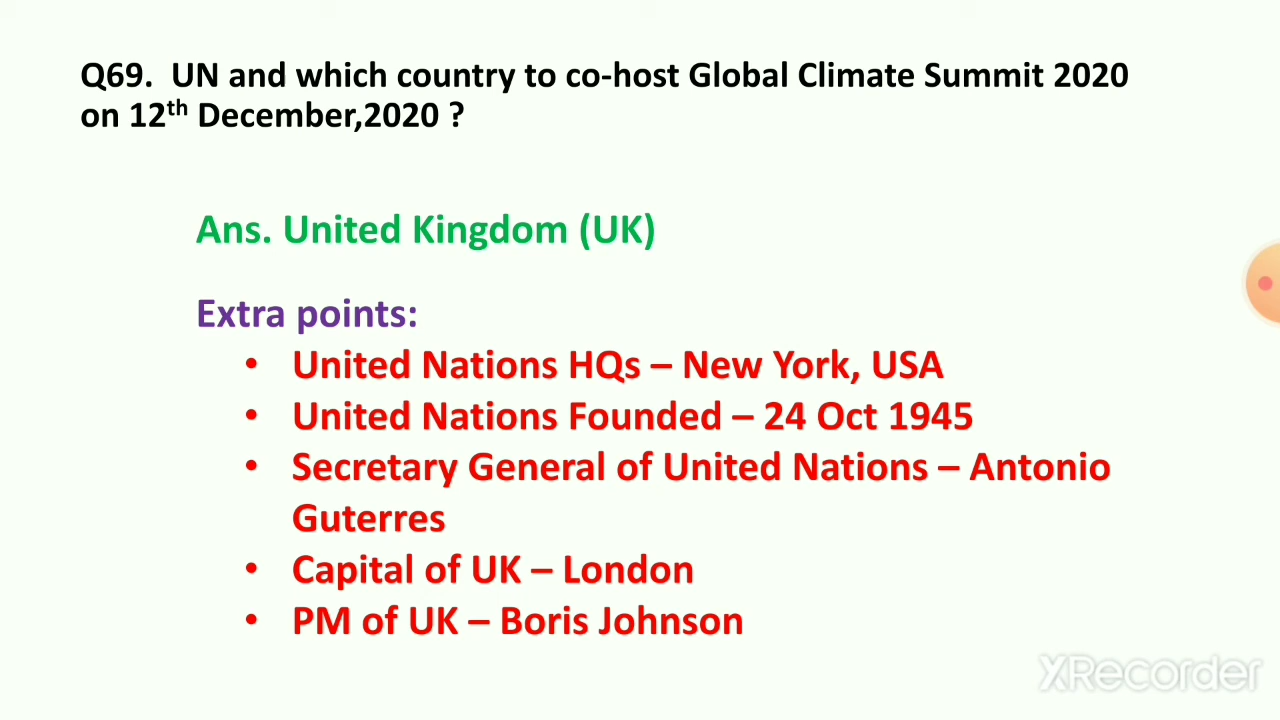 Q69. UN and which country to co-host Global Climate Summit 2020
on 12th December,2020 ?
Ans. United Kingdom (UK)
Extra points:
• United Nations HQs – New York, USA
• United Nations Founded – 24 Oct 1945
• Secretary General of United Nations – Antonio
Guterres
• Capital of UK – London
• PM of UK – Boris Johnson
XRecorder